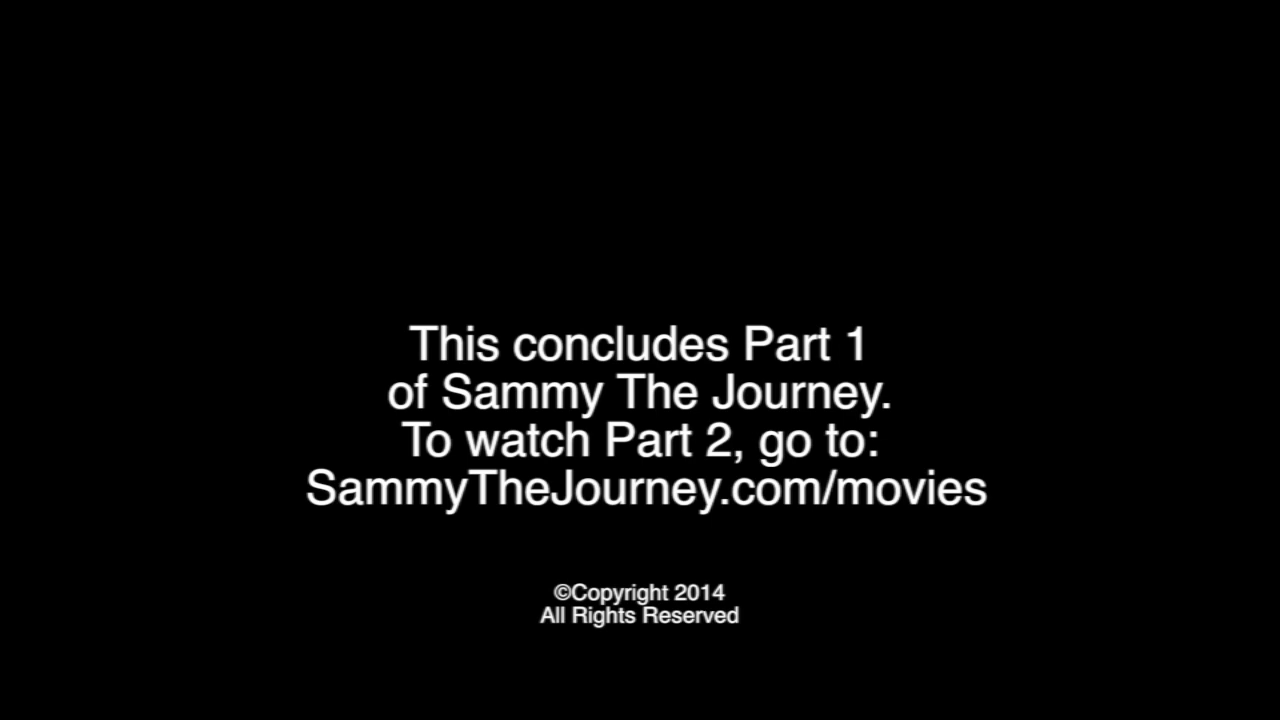 This concludes Part 1
of Sammy The Journey.
To watch Part 2, go to:
SammyTheJourney.com/movies
©Copyright 2014
All Rights Reserved